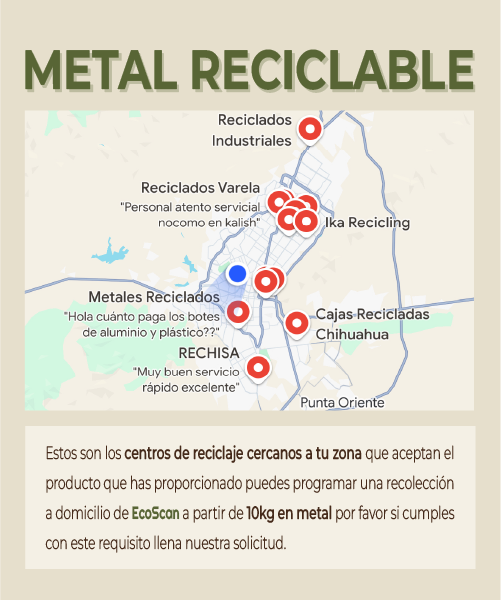 METAL RECICLABLE
Reciclados
Industriales
Reciclados Varela
"Personal atento servicial
nocomo en kalish"
Ika Recicling
Metales Reciclados
"Hola cuánto paga los botes
de aluminio y plástico??"
Cajas Recicladas
Chihuahua
RECHISA
"Muy buen servicio
rápido excelente"
Punta Oriente
Estos son los centros de reciclaje cercanos a tu zona que aceptan el
producto que has proporcionado puedes programar una recolección
a domicilio de EcoScan a partir de 10kg en metal por favor si cumples
con este requisito llena nuestra solicitud.